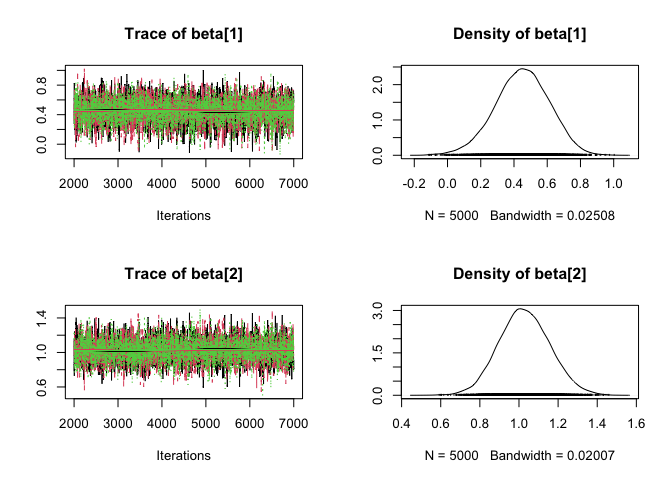 Trace of beta[1]
0.0 0.4 0.8
2000 3000 4000 5000 6000 7000
Iterations
Density of beta[1]
0.0 1.0 2.0
-0.2 0.0 0.2 0.4 0.6 0.8 1.0
N = 5000 Bandwidth = 0.02508
Trace of beta[2]
0.6 1.0 1.4
2000 3000 4000 5000 6000 7000
Iterations
Density of beta[2]
0.0 1.5 3.0
0.4 0.6 0.8 1.0 1.2 1.4 1.6
N = 5000 Bandwidth = 0.02007